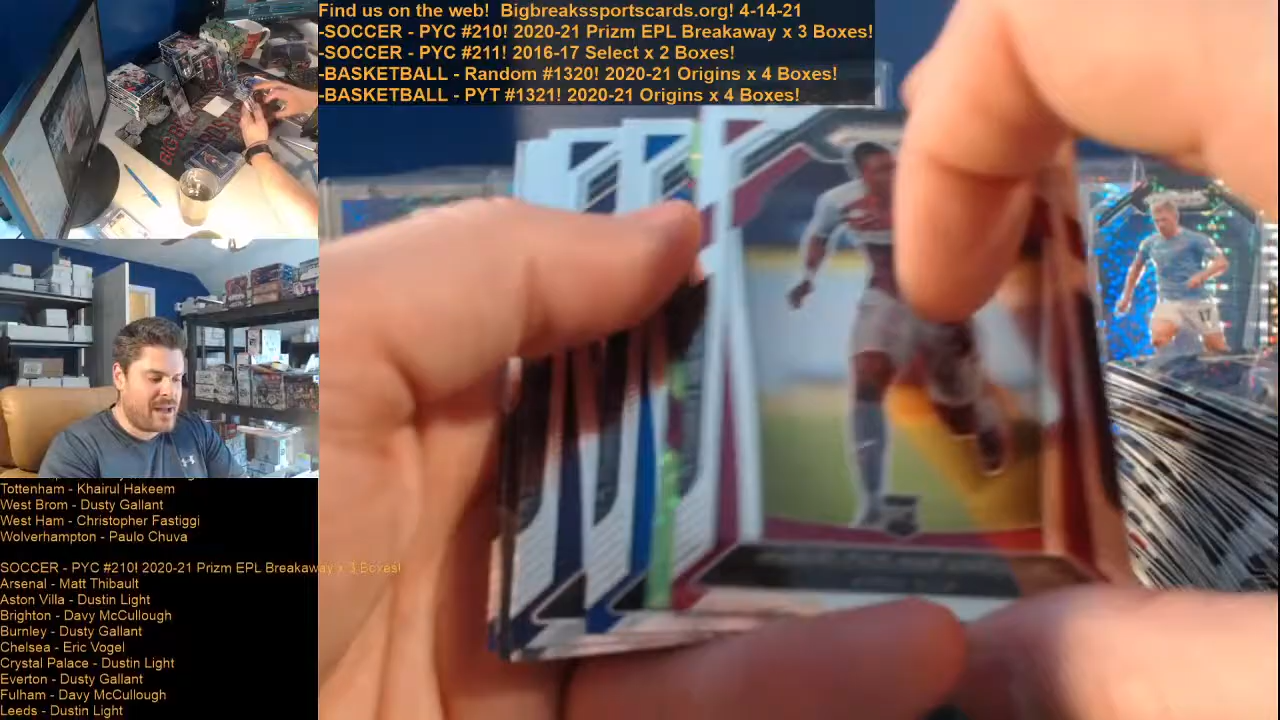 Find us on the web! Bigbreakssportscards.org! 4-14-21
-SOCCER - PYC #210! 2020-21 Prizm EPL Breakaway x 3 Boxes!
-SOCCER - PYC #211! 2016-17 Select x 2 Boxes!
-BASKETBALL - Random #1320! 2020-21 Origins x 4 Boxes!
-BASKETBALL - PYT #1321! 2020-21 Origins x 4 Boxes!
17
Tottenham - Khairul Hakeem
West Brom - Dusty Gallant
West Ham - Christopher Fastiggi
Wolverhampton - Paulo Chuva
SOCCER - PYC #210! 2020-21 Prizm EPL Breakaway x 3 Boxes!
Arsenal - Matt Thibault
Aston Villa - Dustin Light
Brighton - Davy McCullough
Burnley - Dusty Gallant
Chelsea - Eric Vogel
Crystal Palace - Dustin Light
Everton - Dusty Gallant
Fulham - Davy McCullough
Leeds - Dustin Light